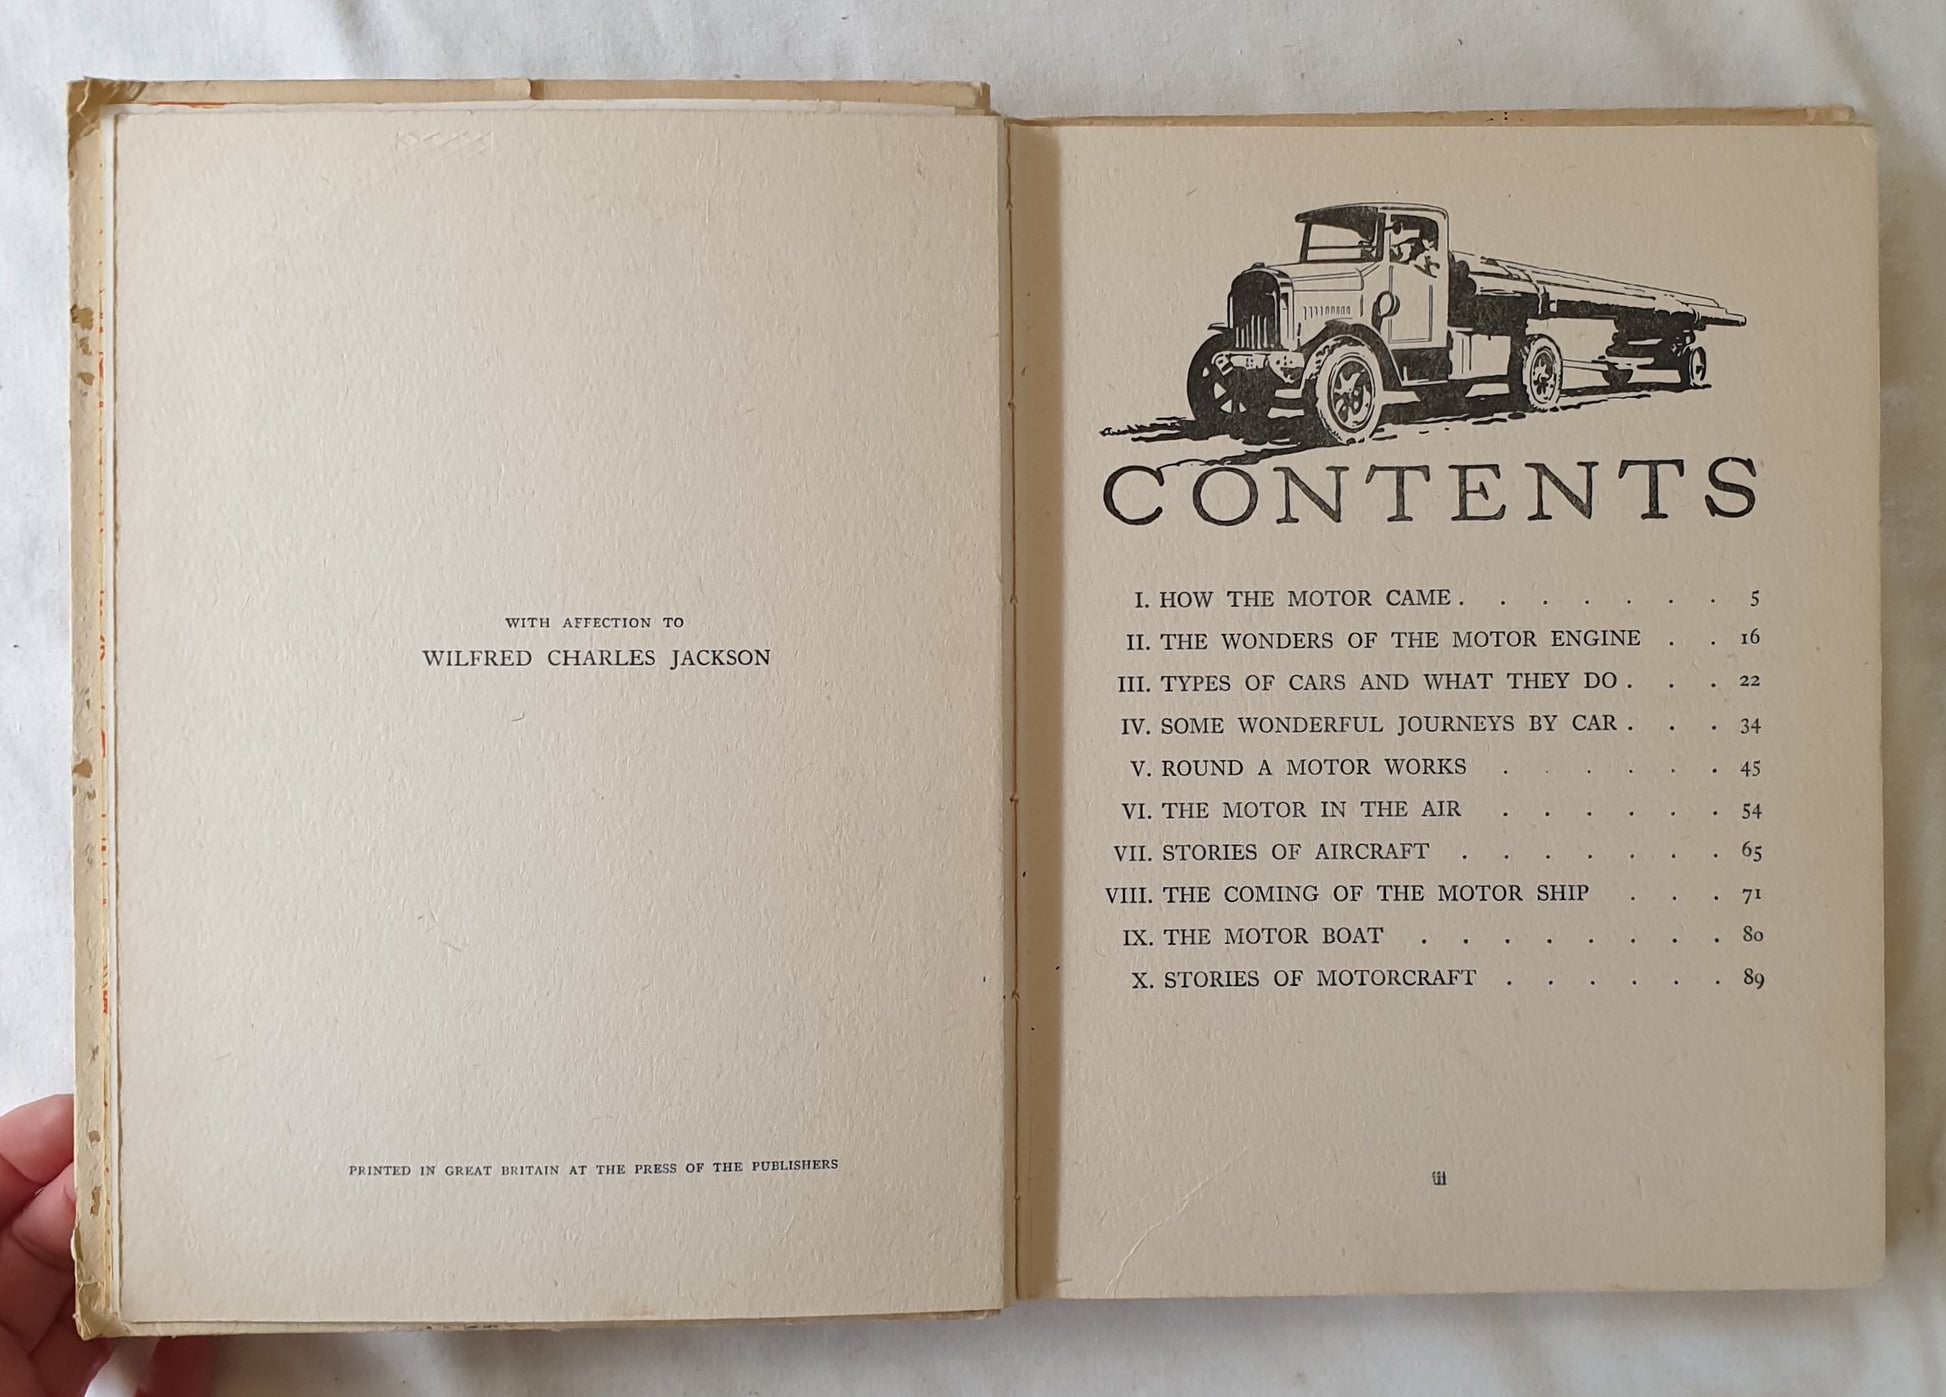 WITH AFFECTION TO
WILFRED CHARLES JACKSON
PRINTED IN GREAT BRITAIN AT THE PRESS OF THE PUBLISHERS
CONTENTS
I. HOW THE MOTOR CAME . . . . . . . 5
II. THE WONDERS OF THE MOTOR ENGINE . . 16
III. TYPES OF CARS AND WHAT THEY DO . . . 22
IV. SOME WONDERFUL JOURNEYS BY CAR . . . 34
V. ROUND A MOTOR WORKS . . . . . . 45
VI. THE MOTOR IN THE AIR . . . . . . 54
VII. STORIES OF AIRCRAFT . . . . . . . 65
VIII. THE COMING OF THE MOTOR SHIP . . . 71
IX. THE MOTOR BOAT . . . . . . . . 80
X. STORIES OF MOTORCRAFT . . . . . . 89
iii